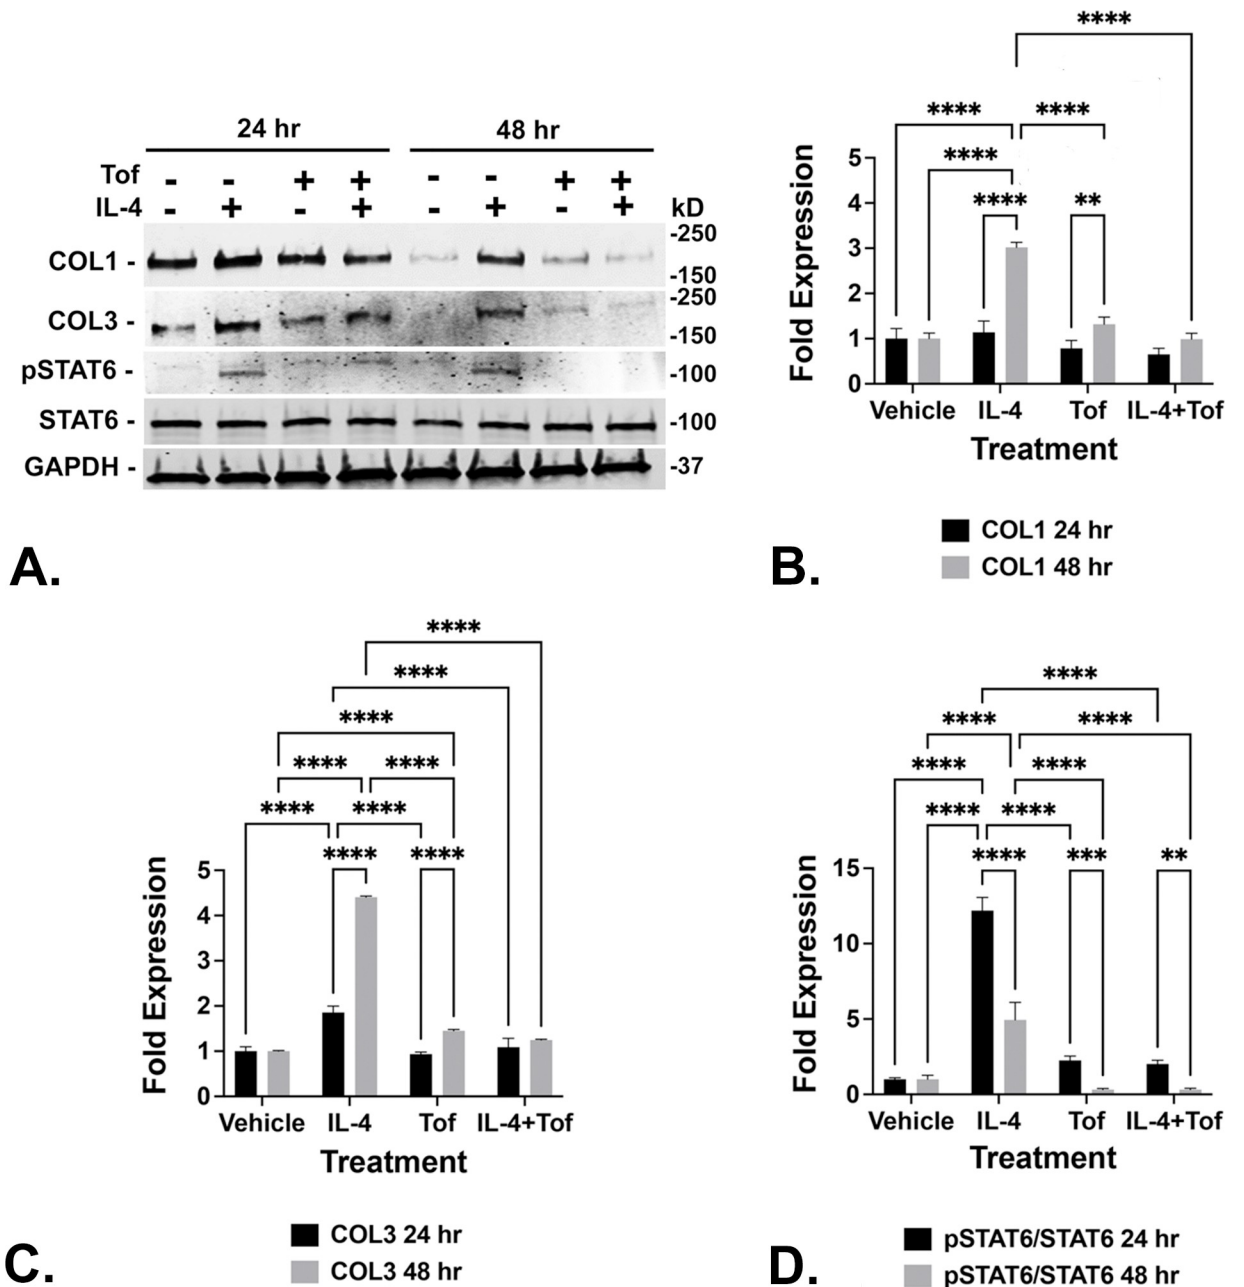 24 hr 48 hr
Tof - - + + - - + +
IL-4 - + - + - + - + kD
COL1 - -250
-150
COL3 - -250
-150
pSTAT6 - -100
STAT6 - -100
GAPDH - -37
A.
****
**** ****
****
**** **
Fold Expression
5
4
3
2
1
0
Vehicle IL-4 Tof IL-4+Tof
Treatment
COL1 24 hr
COL1 48 hr
B.
****
****
****
**** ****
**** ****
**** ****
Fold Expression
5
4
3
2
1
0
Vehicle IL-4 Tof IL-4+Tof
Treatment
COL3 24 hr
COL3 48 hr
C.
****
**** ****
**** ****
**** ****
**** *** **
Fold Expression
15
10
5
0
Vehicle IL-4 Tof IL-4+Tof
Treatment
pSTAT6/STAT6 24 hr
pSTAT6/STAT6 48 hr
D.